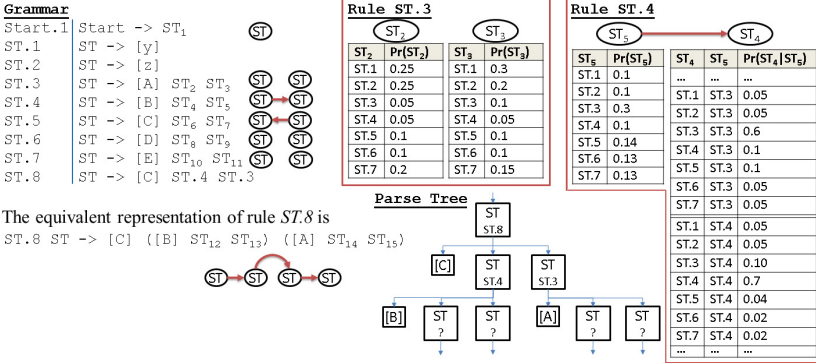 Grammar
Start.1 Start -> ST1 ST
ST.1 ST -> [y]
ST.2 ST -> [z]
ST.3 ST -> [A] ST2 ST3 ST ST
ST.4 ST -> [B] ST4 ST5 ST ST
ST.5 ST -> [C] ST6 ST7 ST ST
ST.6 ST -> [D] ST8 ST9 ST ST
ST.7 ST -> [E] ST10 ST11 ST ST
ST.8 ST -> [C] ST.4 ST.3
The equivalent representation of rule ST.8 is
ST.8 ST -> [C] ([B] ST12 ST13) ([A] ST14 ST15)
ST ST ST ST
Rule ST.3
ST2 ST3
ST2 Pr(ST2) ST3 Pr(ST3)
ST.1 0.25 ST.1 0.3
ST.2 0.25 ST.2 0.2
ST.3 0.05 ST.3 0.1
ST.4 0.05 ST.4 0.05
ST.5 0.1 ST.5 0.1
ST.6 0.1 ST.6 0.1
ST.7 0.2 ST.7 0.15
Rule ST.4
ST5 ST4
ST5 Pr(ST5)
ST.1 0.1
ST.2 0.1
ST.3 0.3
ST.4 0.1
ST.5 0.14
ST.6 0.13
ST.7 0.13
ST4 ST5 Pr(ST4|ST5)
... ... ...
ST.1 ST.3 0.05
ST.2 ST.3 0.05
ST.3 ST.3 0.6
ST.4 ST.3 0.1
ST.5 ST.3 0.1
ST.6 ST.3 0.05
ST.7 ST.3 0.05
ST.1 ST.4 0.05
ST.2 ST.4 0.05
ST.3 ST.4 0.10
ST.4 ST.4 0.7
ST.5 ST.4 0.04
ST.6 ST.4 0.02
ST.7 ST.4 0.02
... ... ...
Parse Tree
ST
ST.8
[C] ST ST
ST.4 ST.3
[B] ST ST [A] ST ST
? ? ? ?